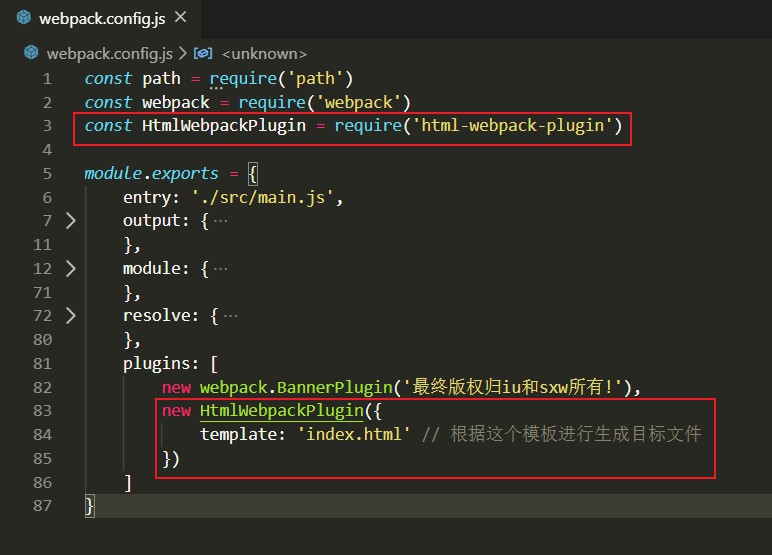 webpack.config.js ×
webpack.config.js > <unknown>
1 const path = require('path')
2 const webpack = require('webpack')
3 const HtmlWebpackPlugin = require('html-webpack-plugin')
4
5 module.exports = {
6 entry: './src/main.js',
7 output: {···
11 },
12 module: {···
71 },
72 resolve: {···
80 },
81 plugins: [
82 new webpack.BannerPlugin('最终版权归iu和sxw所有!'),
83 new HtmlWebpackPlugin({
84 template: 'index.html' // 根据这个模板进行生成目标文件
85 })
86 ]
87 }